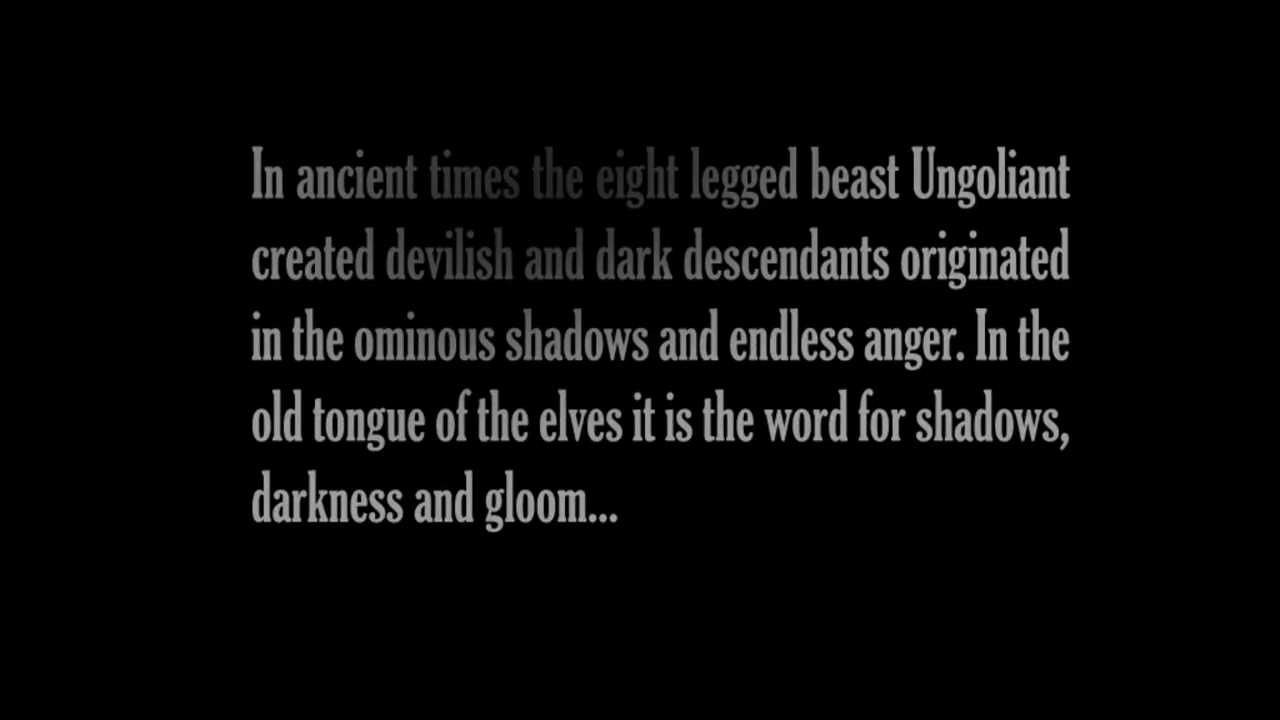 In ancient times the eight legged beast Ungoliant
created devilish and dark descendants originated
in the ominous shadows and endless anger. In the
old tongue of the elves it is the word for shadows,
darkness and gloom...